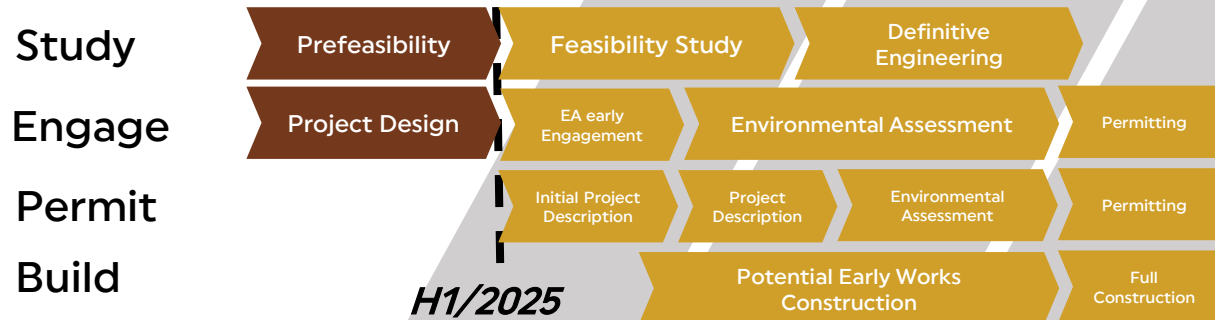 Study
Prefeasibility
Feasibility Study
Definitive
Engineering
Engage
Project Design
EA early
Engagement
Environmental Assessment
Permitting
Permit
Initial Project
Description
Project
Description
Environmental
Assessment
Permitting
Build
Potential Early Works
Construction
Full
Construction
H1/2025